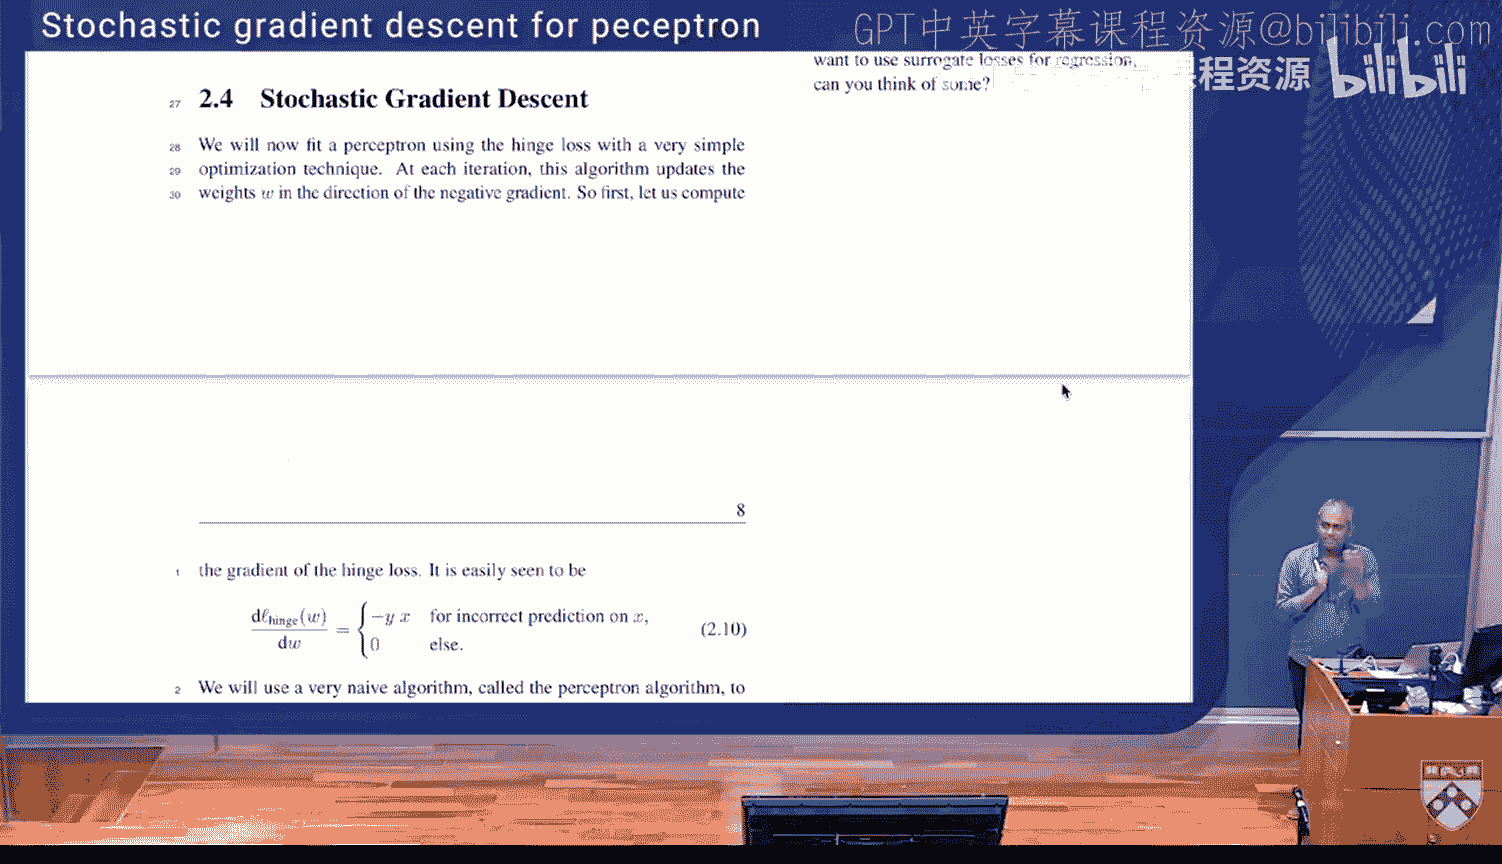 Stochastic gradient descent for peceptron
GPT中英字幕课程资源@bilibili.com
程资源 bilibili
want to use surrogate losses for regression,
can you think of some?
27 2.4 Stochastic Gradient Descent
28 We will now fit a perceptron using the hinge loss with a very simple
29 optimization technique. At each iteration, this algorithm updates the
30 weights w in the direction of the negative gradient. So first, let us compute
8
1 the gradient of the hinge loss. It is easily seen to be
dℓhinge(w)
dw
= { −y x for incorrect prediction on x,
0 else.
(2.10)
2 We will use a very naive algorithm, called the perceptron algorithm, to